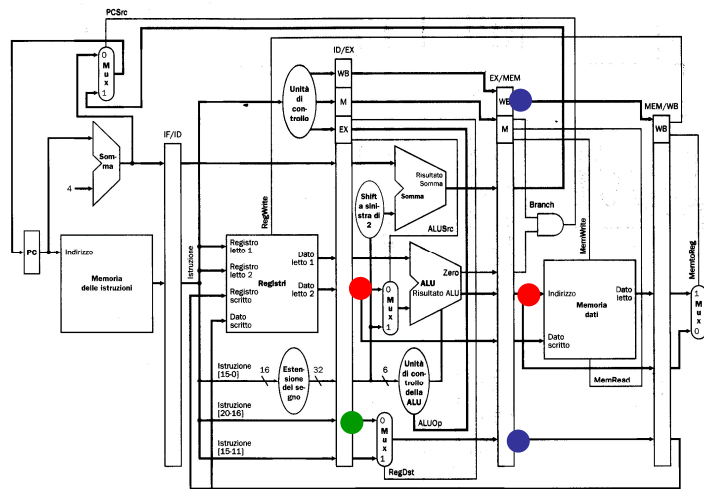 PCSrc
ID/EX
0
M
u
x
1
WB
Unità
di
controllo
M
EX
EX/MEM
WB
M
MEM/WB
WB
IF/ID
Som-
ma
4
RegWrite
Risultato
Somma
Somma
Shift
a sini-
stra di
2
ALUSrc
Branch
MemWrite
MemtoReg
PC
Indirizzo
Memoria
delle istruzioni
Istruzione
Registro
letto 1
Registro
letto 2
Registro
scritto
Dato
scritto
Registri
Dato
letto 1
Dato
letto 2
0
M
u
x
1
Zero
ALU
Risultato ALU
Indirizzo
Dato
letto
Memoria
dati
Dato
scritto
1
M
u
x
0
Istruzione
[15-0]
16
Estensione
del segno
32
6
Unità
di con-
trollo
della
ALU
MemRead
Istruzione
[20-16]
0
M
u
x
1
ALUOp
Istruzione
[15-11]
RegDst